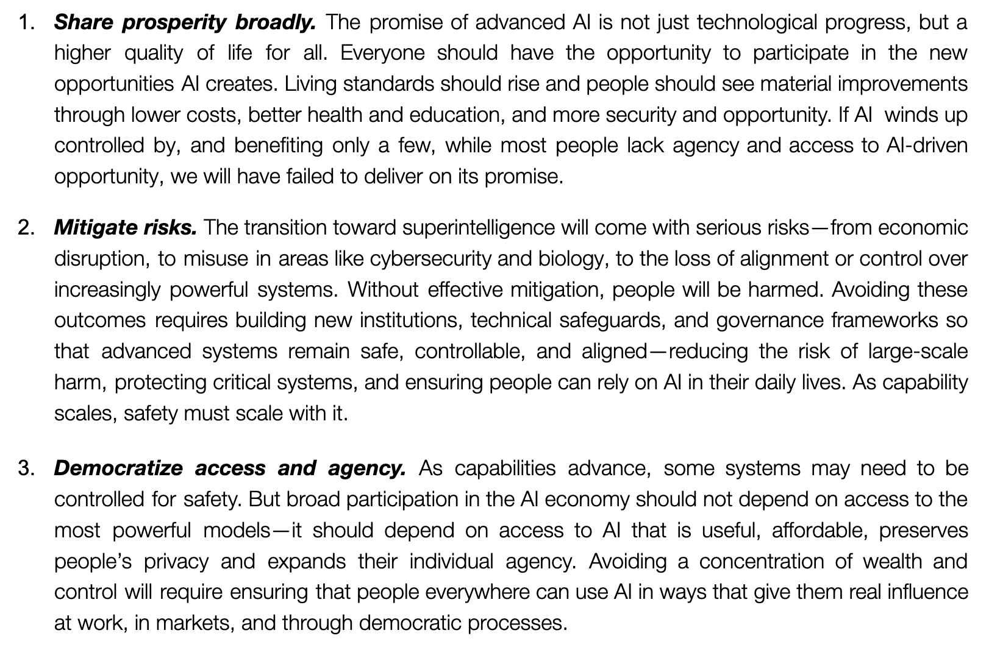 1. Share prosperity broadly. The promise of advanced AI is not just technological progress, but a
higher quality of life for all. Everyone should have the opportunity to participate in the new
opportunities AI creates. Living standards should rise and people should see material improvements
through lower costs, better health and education, and more security and opportunity. If AI  winds up
controlled by, and benefiting only a few, while most people lack agency and access to AI-driven
opportunity, we will have failed to deliver on its promise.
2. Mitigate risks. The transition toward superintelligence will come with serious risks—from economic
disruption, to misuse in areas like cybersecurity and biology, to the loss of alignment or control over
increasingly powerful systems. Without effective mitigation, people will be harmed. Avoiding these
outcomes requires building new institutions, technical safeguards, and governance frameworks so
that advanced systems remain safe, controllable, and aligned—reducing the risk of large-scale
harm, protecting critical systems, and ensuring people can rely on AI in their daily lives. As capability
scales, safety must scale with it.
3. Democratize access and agency. As capabilities advance, some systems may need to be
controlled for safety. But broad participation in the AI economy should not depend on access to the
most powerful models—it should depend on access to AI that is useful, affordable, preserves
people’s privacy and expands their individual agency. Avoiding a concentration of wealth and
control will require ensuring that people everywhere can use AI in ways that give them real influence
at work, in markets, and through democratic processes.